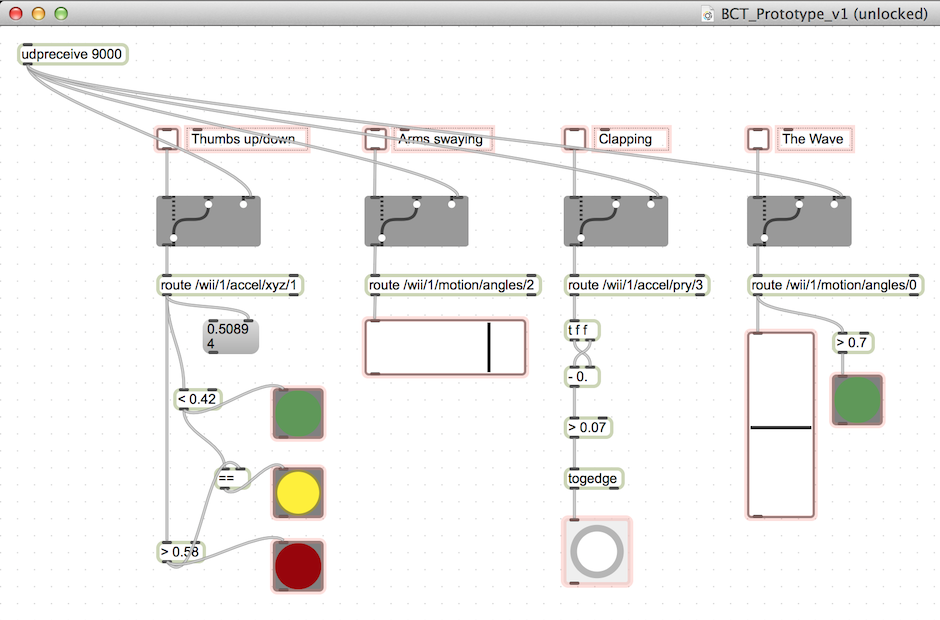 BCT_Prototype_v1 (unlocked)
udpreceive 9000
Thumbs up/down
Arms swaying
Clapping
The Wave
route /wii/1/accel/xyz/1
route /wii/1/motion/angles/2
route /wii/1/accel/pry/3
route /wii/1/motion/angles/0
0.5089
4
t f f
> 0.7
- 0.
< 0.42
> 0.07
==
togedge
> 0.58